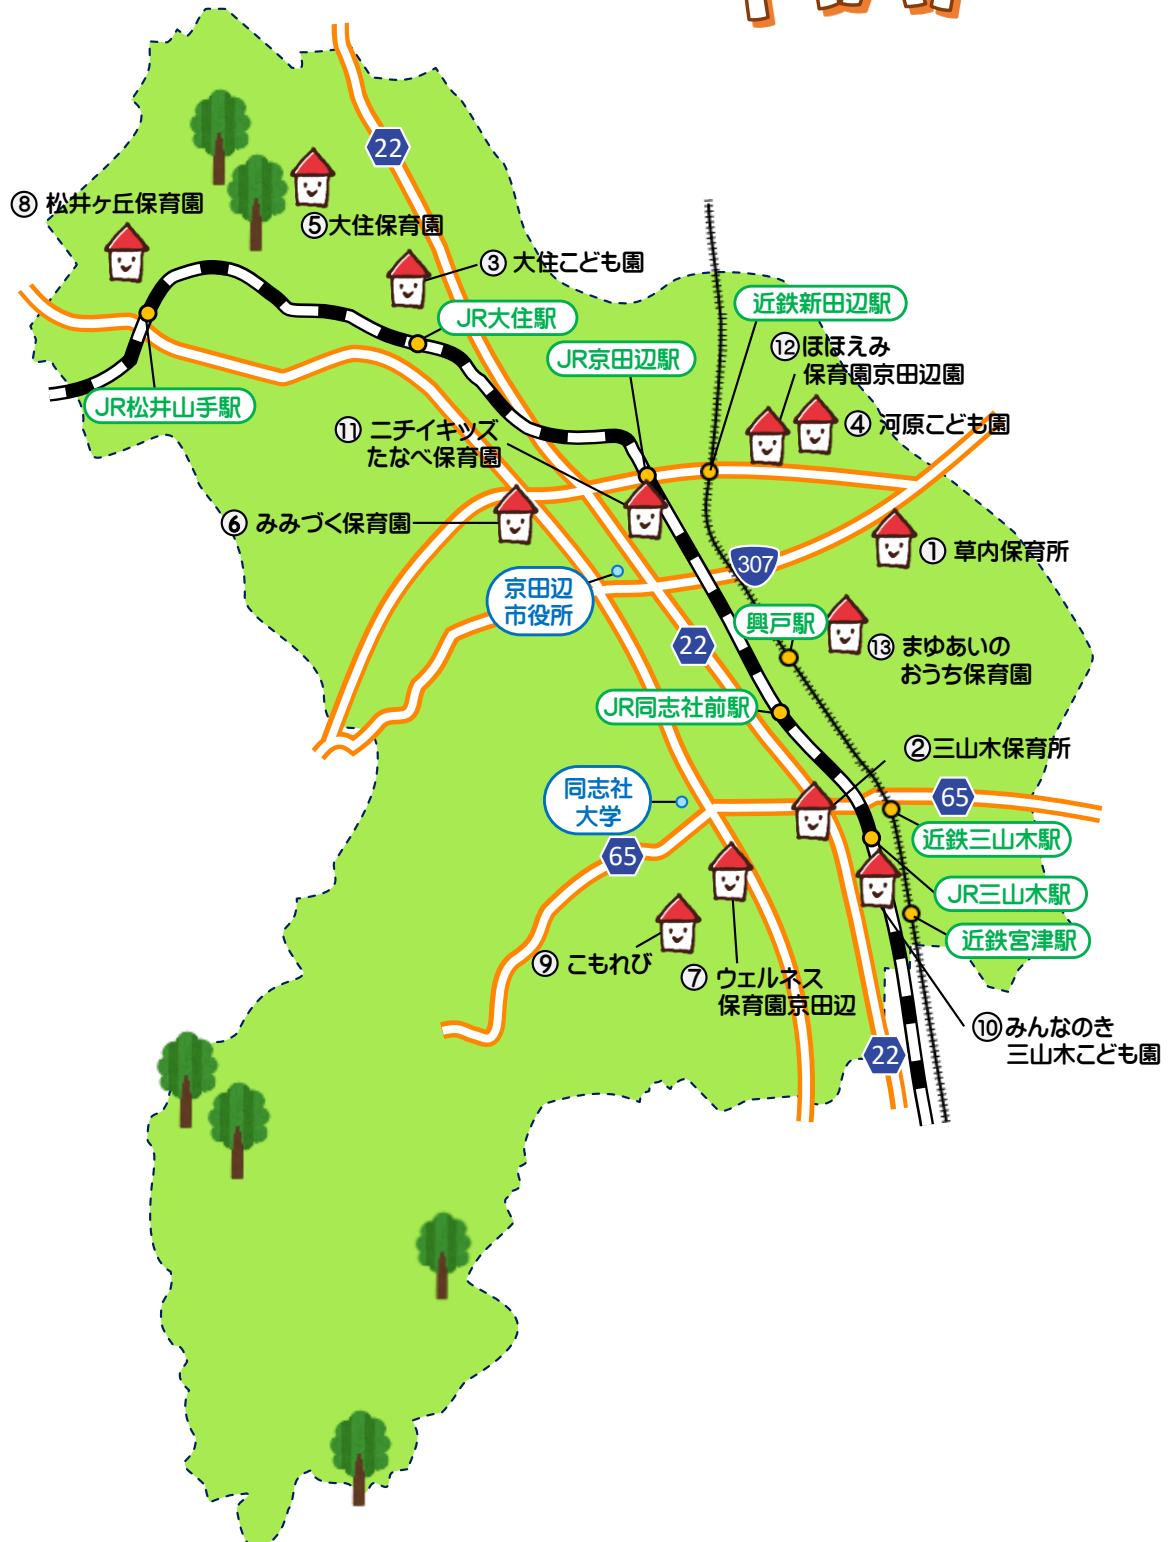 22
⑧ 松井ヶ丘保育園
⑤大住保育園
③ 大住こども園
JR大住駅
近鉄新田辺駅
JR京田辺駅
⑫ほほえみ
保育園京田辺園
JR松井山手駅
⑪ ニチイキッズ
たなべ保育園
④ 河原こども園
⑥ みみづく保育園
① 草内保育所
307
京田辺
市役所
興戸駅
22
⑬ まゆあいの
おうち保育園
JR同志社前駅
②三山木保育所
同志社
大学
65
65
近鉄三山木駅
JR三山木駅
近鉄宮津駅
⑨ こもれび
⑦ ウェルネス
保育園京田辺
⑩みんなのき
三山木こども園
22